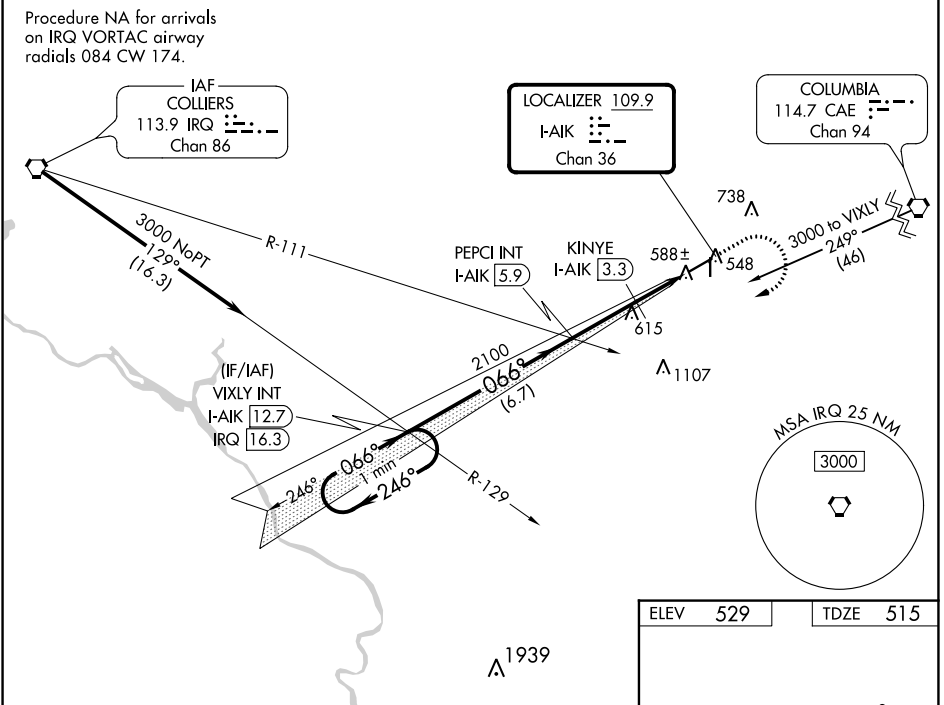 Procedure NA for arrivals
on IRQ VORTAC airway
radials 084 CW 174.
IAF
COLLIERS
113.9 IRQ
Chan 86
LOCALIZER 109.9
I-AIK
Chan 36
COLUMBIA
114.7 CAE
Chan 94
738
3000 NoPT
129°
(16.3)
R-111
PEPCI INT
I-AIK 5.9
KINYE
I-AIK 3.3
588±
548
3000 to VIXLY
249°
(46)
615
1107
2100
066°
(6.7)
(IF/IAF)
VIXLY INT
I-AIK 12.7
IRQ 16.3
246°
066°
1 min
246°
R-129
MSA IRQ 25 NM
3000
ELEV 529
TDZE 515
1939